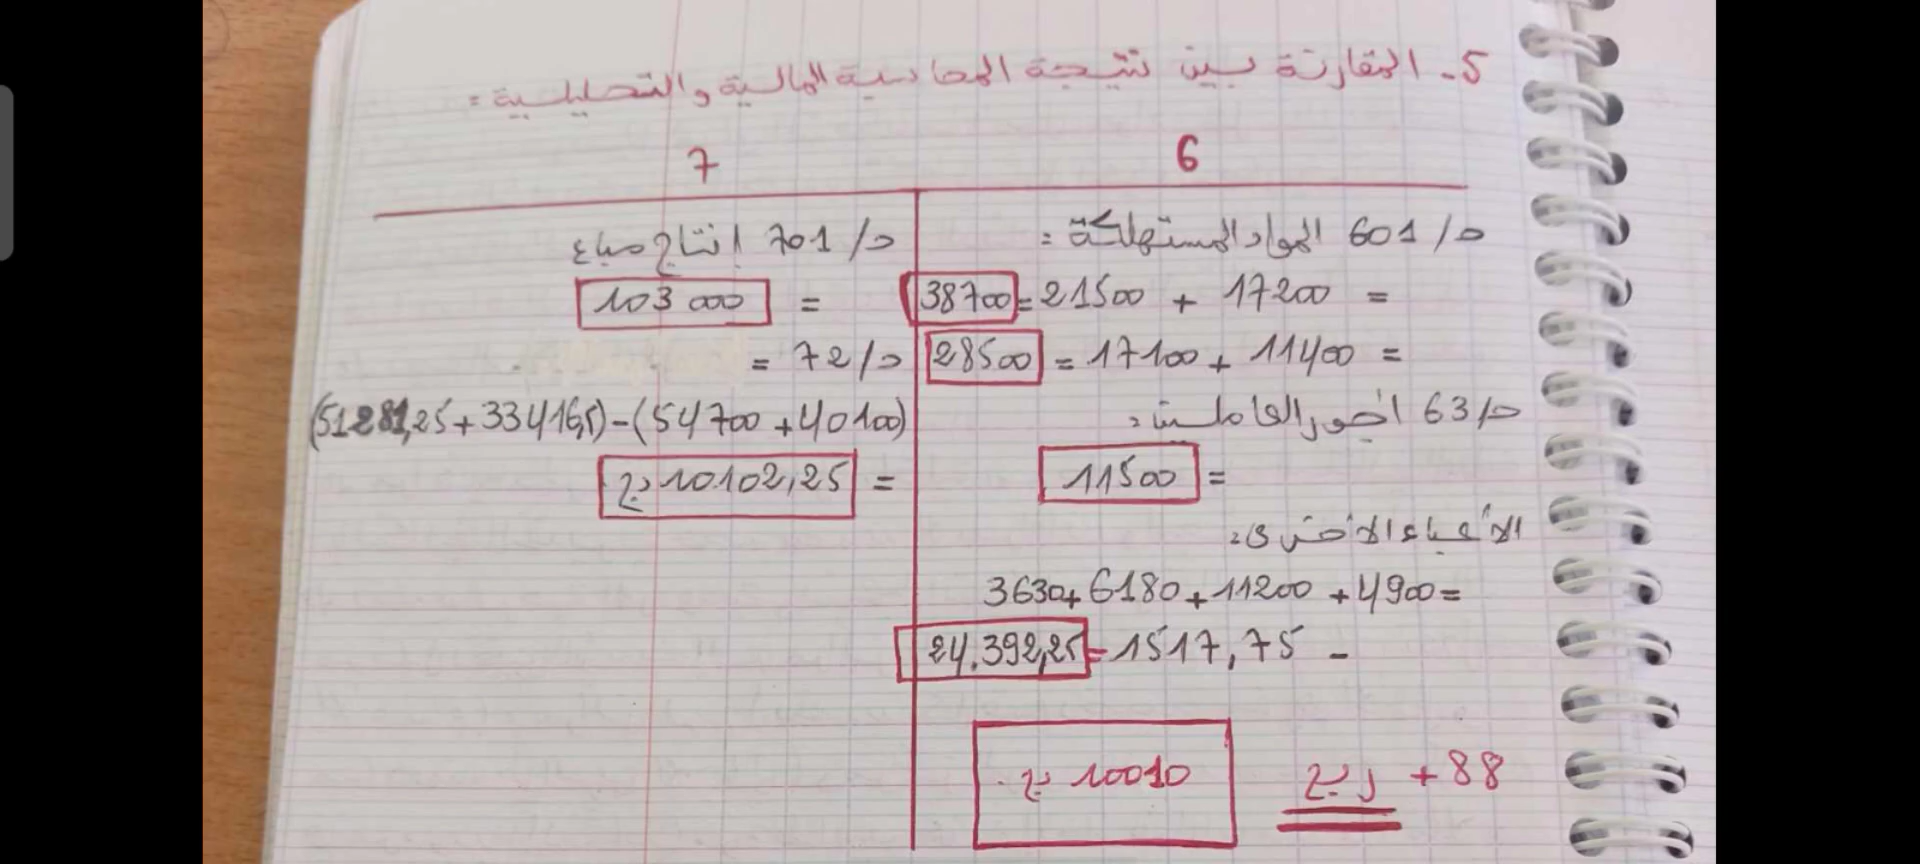 5- المقارنة بين نتيجة المحاسبة المالية والتحليلية :
6
ح/ 601 المواد المستهلكة :
= 17200 + 21500 = 38700
= 11400 + 17100 = 28500
ح/ 63 أجور العاملين :
= 11500
الأعباء الأخرى :
3630 + 6180 + 11200 + 4900 =
- 1517,75 = 24.392,25
+ 88 ربح
10010 دج
7
ح/ 701 إنتاج مباع
= 103 000
ح/ 72 =
(51281,25 + 33416,5) - (54700 + 40100)
= 10102,25 دج